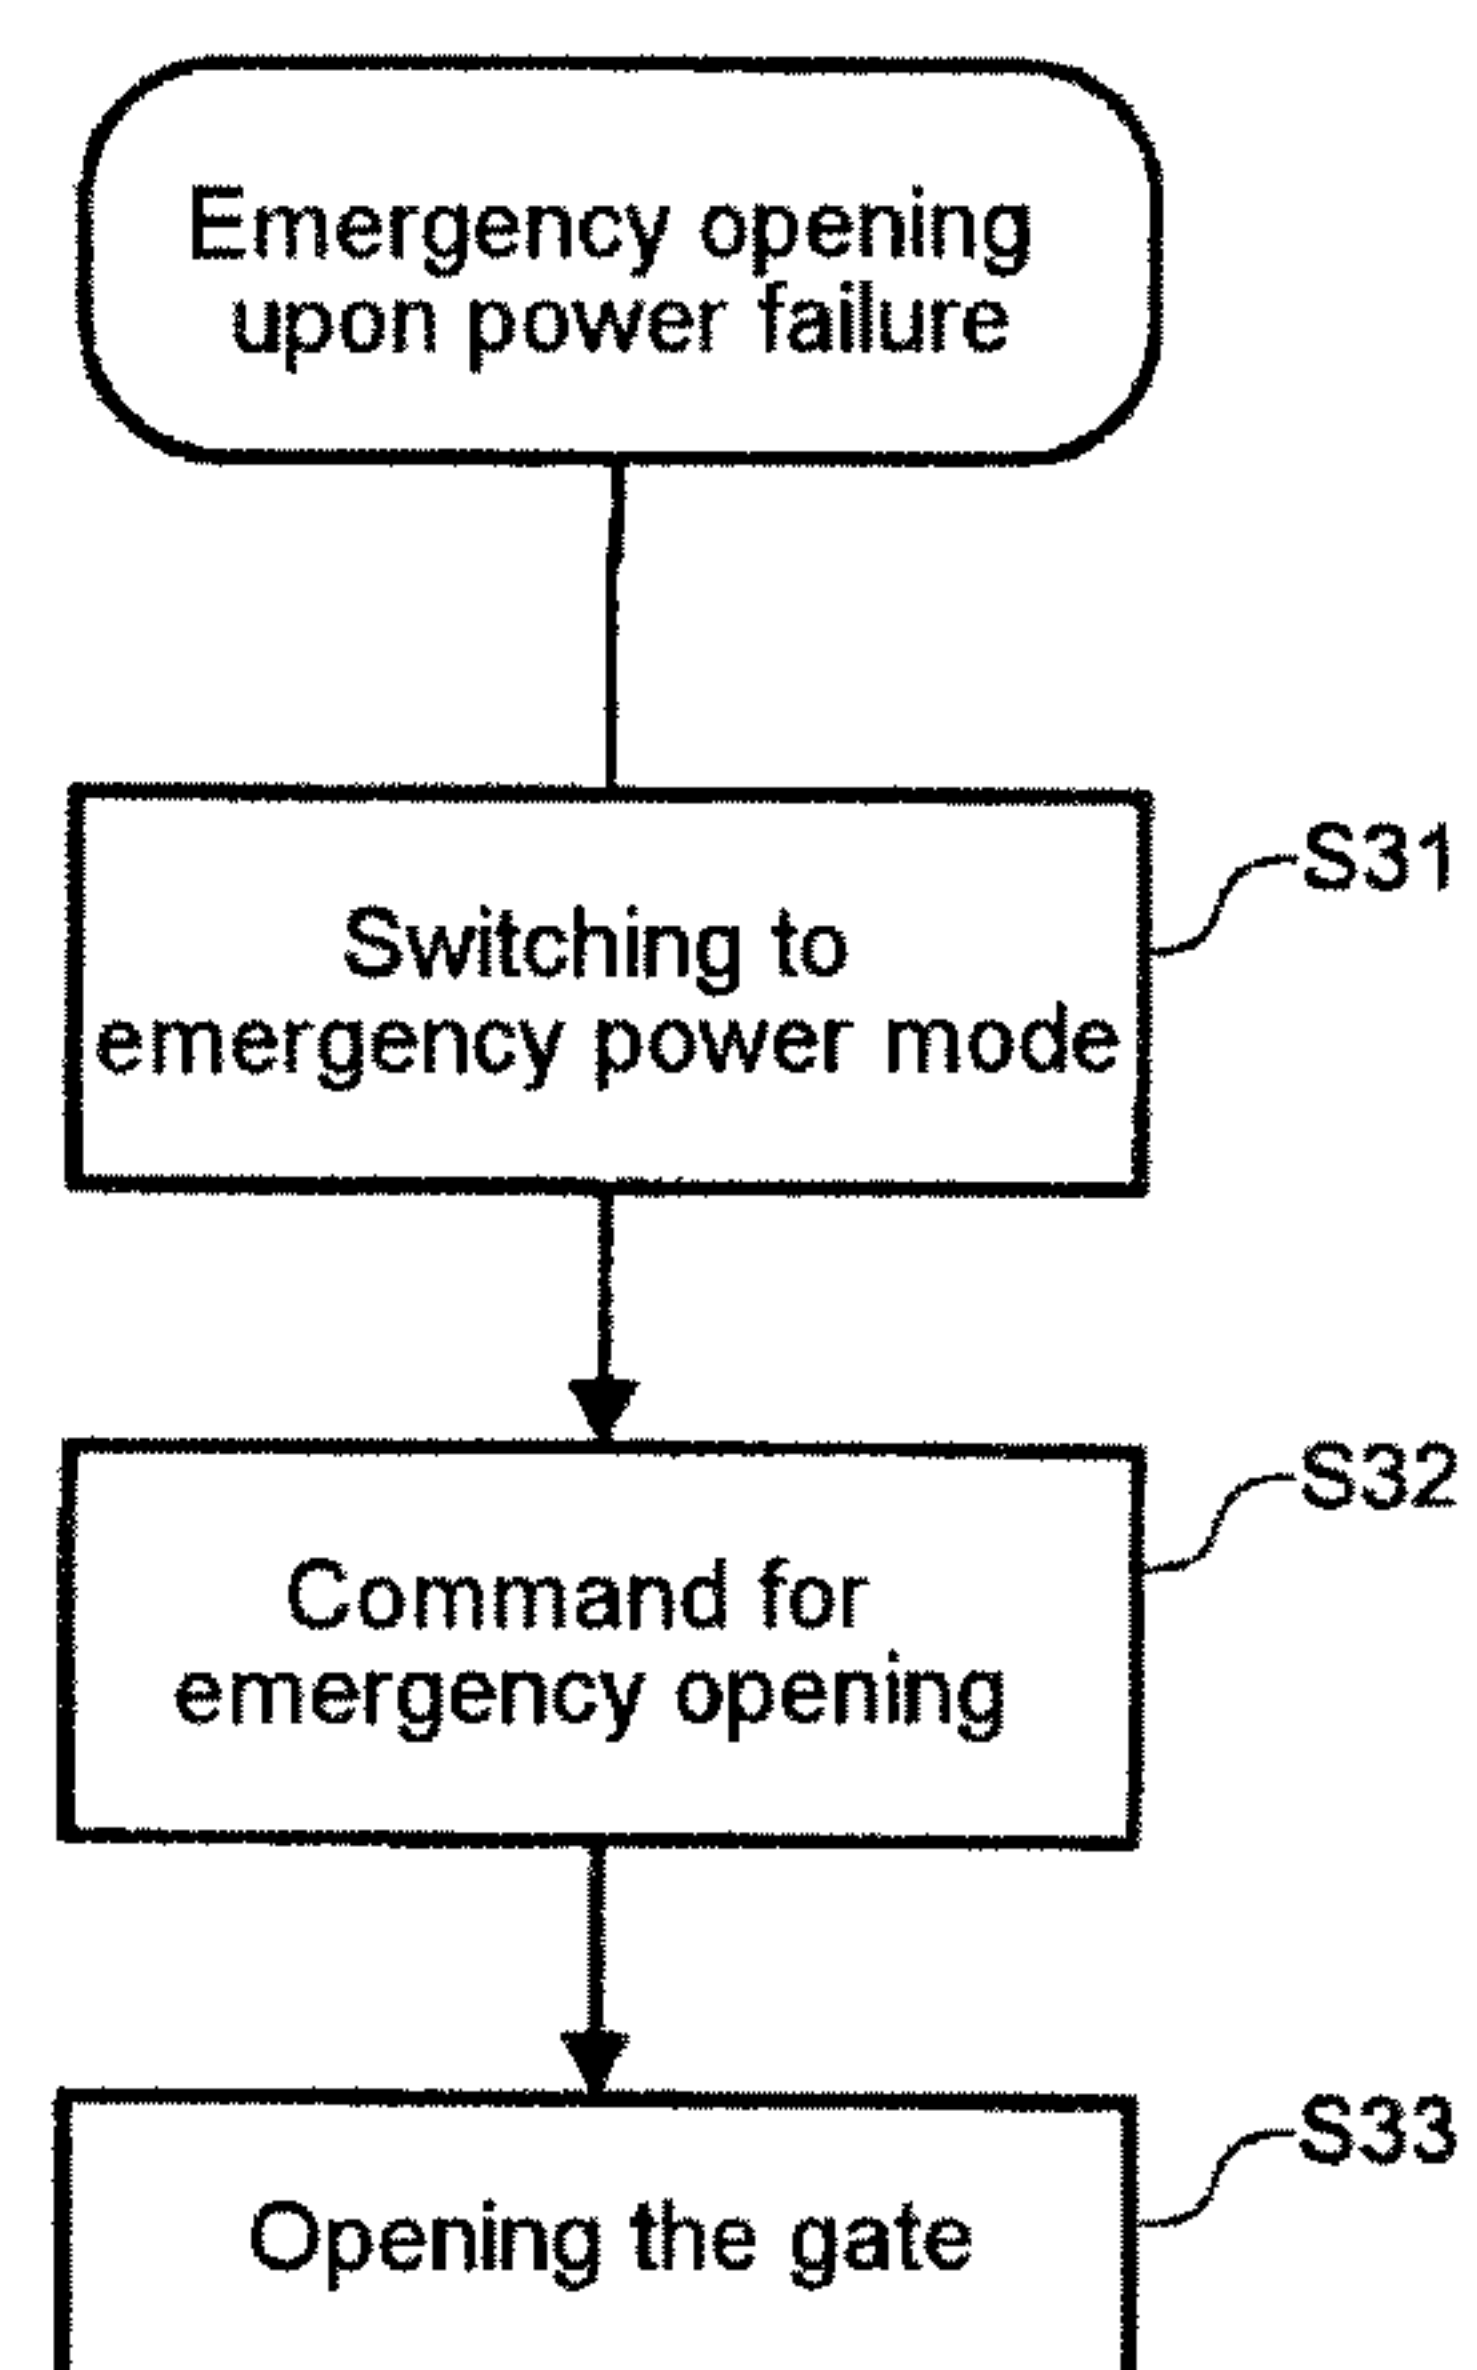 Emergency opening
upon power failure
S31
Switching to
emergency power mode
S32
Command for
emergency opening
S33
Opening the gate